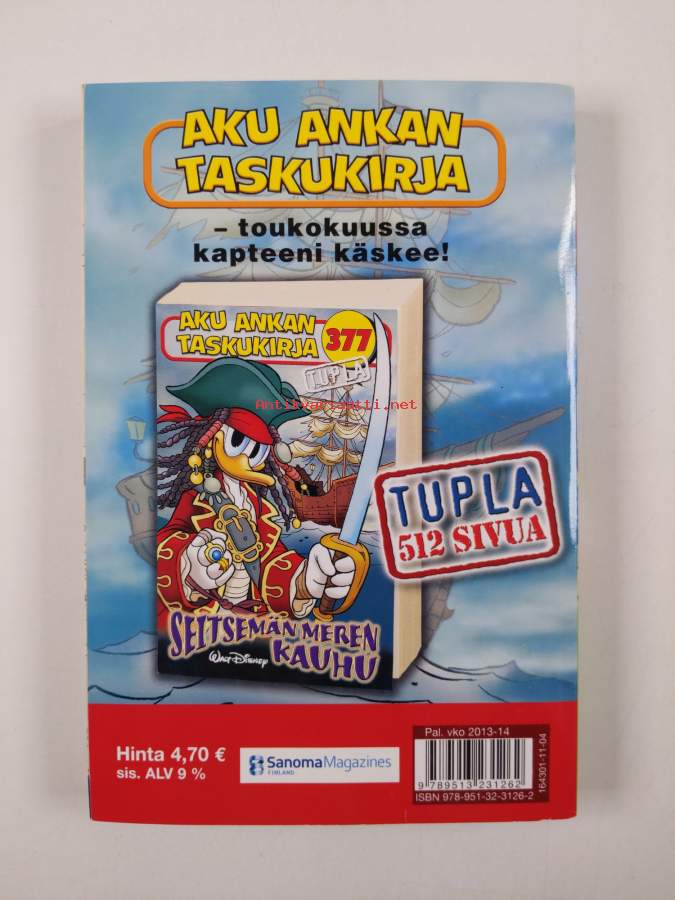 AKU ANKAN
TASKUKIRJA
– toukokuussa
kapteeni käskee!
AKU ANKAN
TASKUKIRJA
377
TUPLA
Antikvariaatti.net
TUPLA
512 SIVUA
SEITSEMÄN MEREN
KAUHU
WALT DISNEY
Hinta 4,70 €
sis. ALV 9 %
SanomaMagazines
FINLAND
Pal. vko 2013-14
9 789513 231262
ISBN 978-951-32-3126-2
164301-11-04